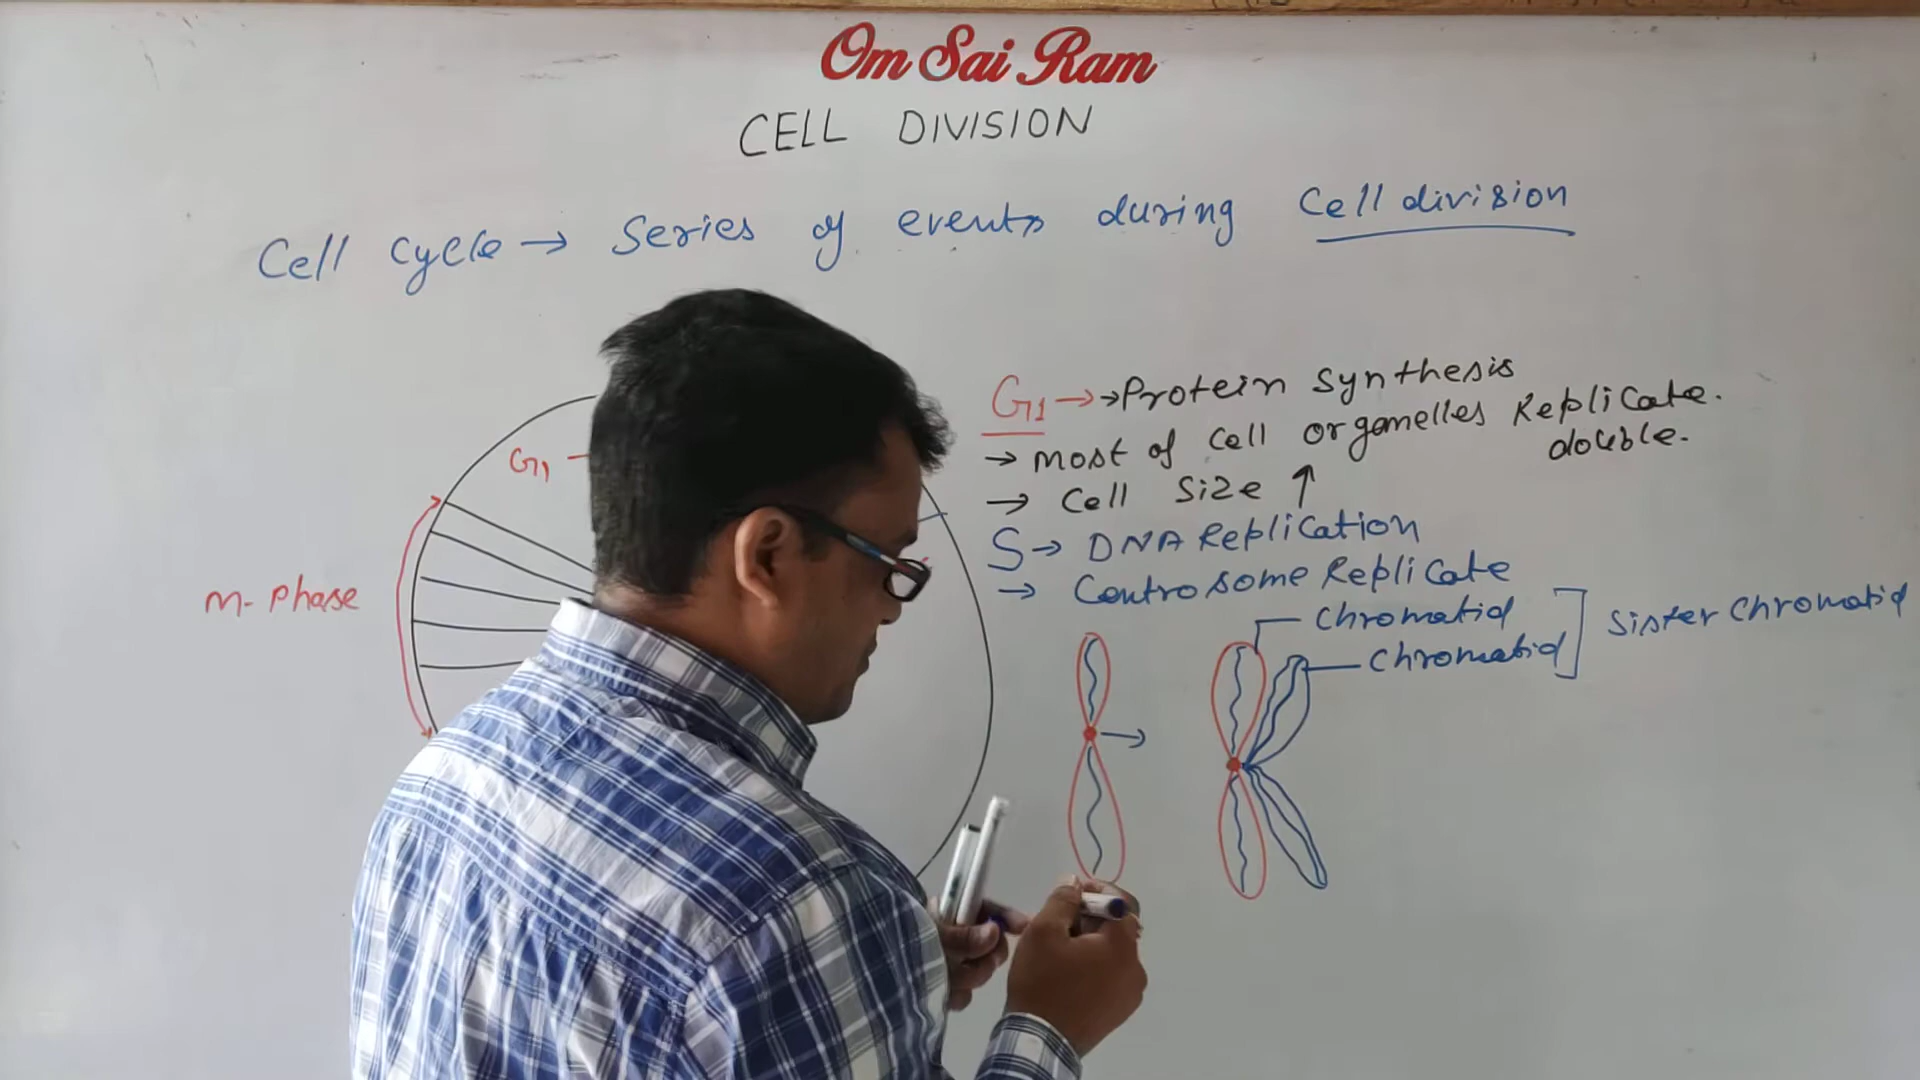 Om Sai Ram
CELL DIVISION
Cell cycle → Series of events during Cell division
G1 → → Protein synthesis
→ most of cell organelles Replicate.
double.
→ Cell Size ↑
S → DNA Replication
→ Centrosome Replicate
Chromatid
Chromatid
Sister Chromatid
G1
M- Phase